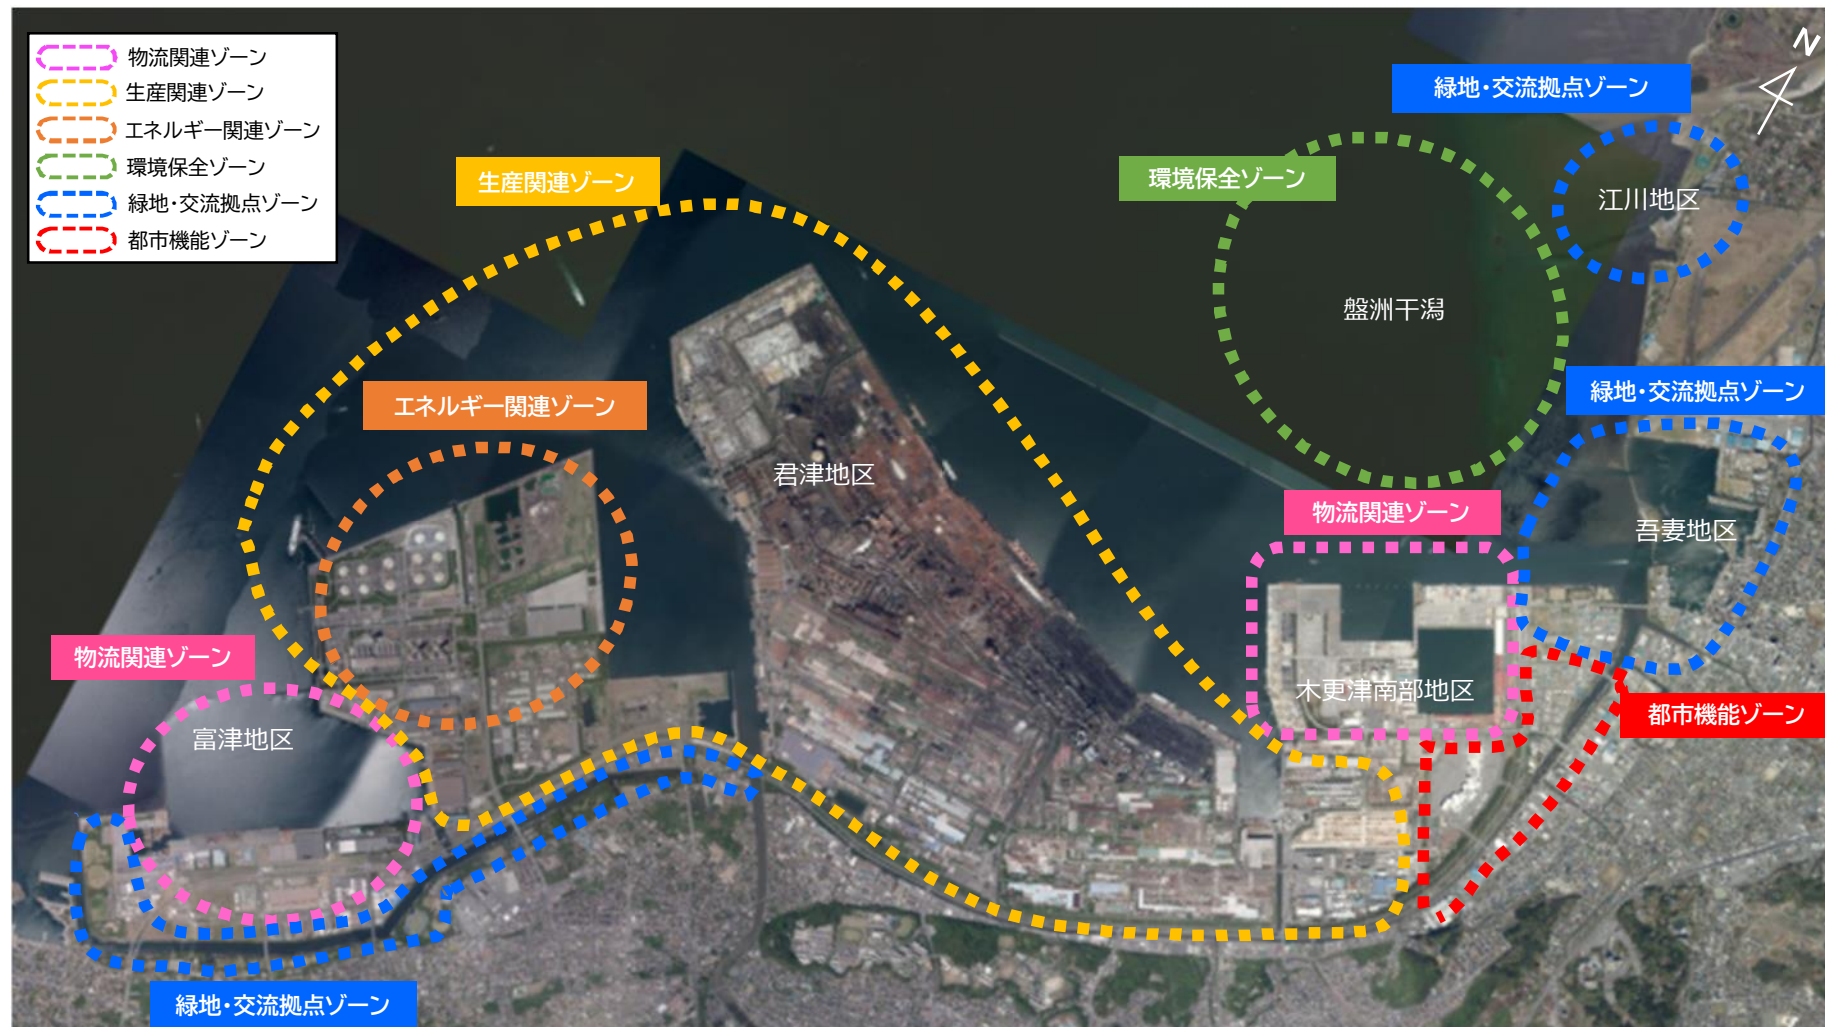 物流関連ゾーン
生産関連ゾーン
エネルギー関連ゾーン
環境保全ゾーン
緑地・交流拠点ゾーン
都市機能ゾーン
N
緑地・交流拠点ゾーン
生産関連ゾーン
環境保全ゾーン
江川地区
盤洲干潟
緑地・交流拠点ゾーン
エネルギー関連ゾーン
君津地区
物流関連ゾーン
吾妻地区
物流関連ゾーン
木更津南部地区
都市機能ゾーン
富津地区
緑地・交流拠点ゾーン